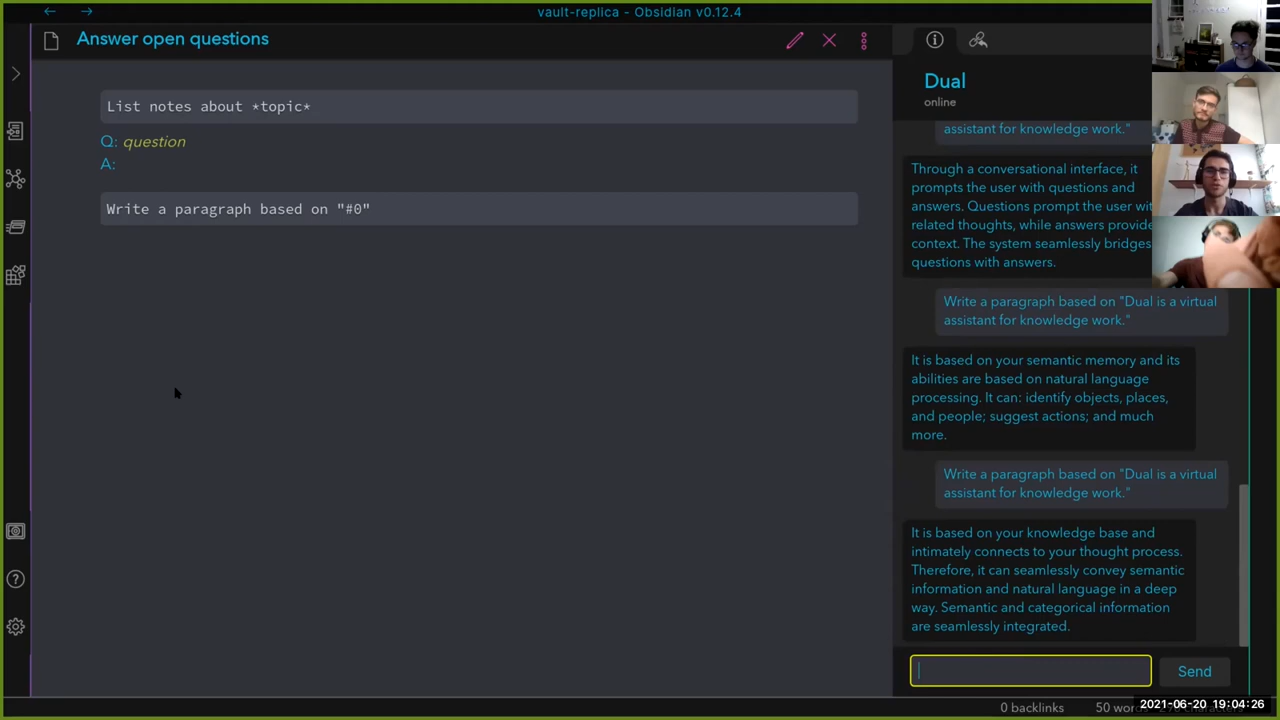 vault-replica - Obsidian v0.12.4
Answer open questions
List notes about *topic*
Q: question
A:
Write a paragraph based on "#0"
Dual
online
assistant for knowledge work."
Through a conversational interface, it
prompts the user with questions and
answers. Questions prompt the user
related thoughts, while answers provide
context. The system seamlessly bridges
questions with answers.
Write a paragraph based on "Dual is a virtual
assistant for knowledge work."
It is based on your semantic memory and its
abilities are based on natural language
processing. It can: identify objects, places,
and people; suggest actions; and much
more.
Write a paragraph based on "Dual is a virtual
assistant for knowledge work."
It is based on your knowledge base and
intimately connects to your thought process.
Therefore, it can seamlessly convey semantic
information and natural language in a deep
way. Semantic and categorical information
are seamlessly integrated.
Send
0 backlinks
50
2021-06-20 19:04:26